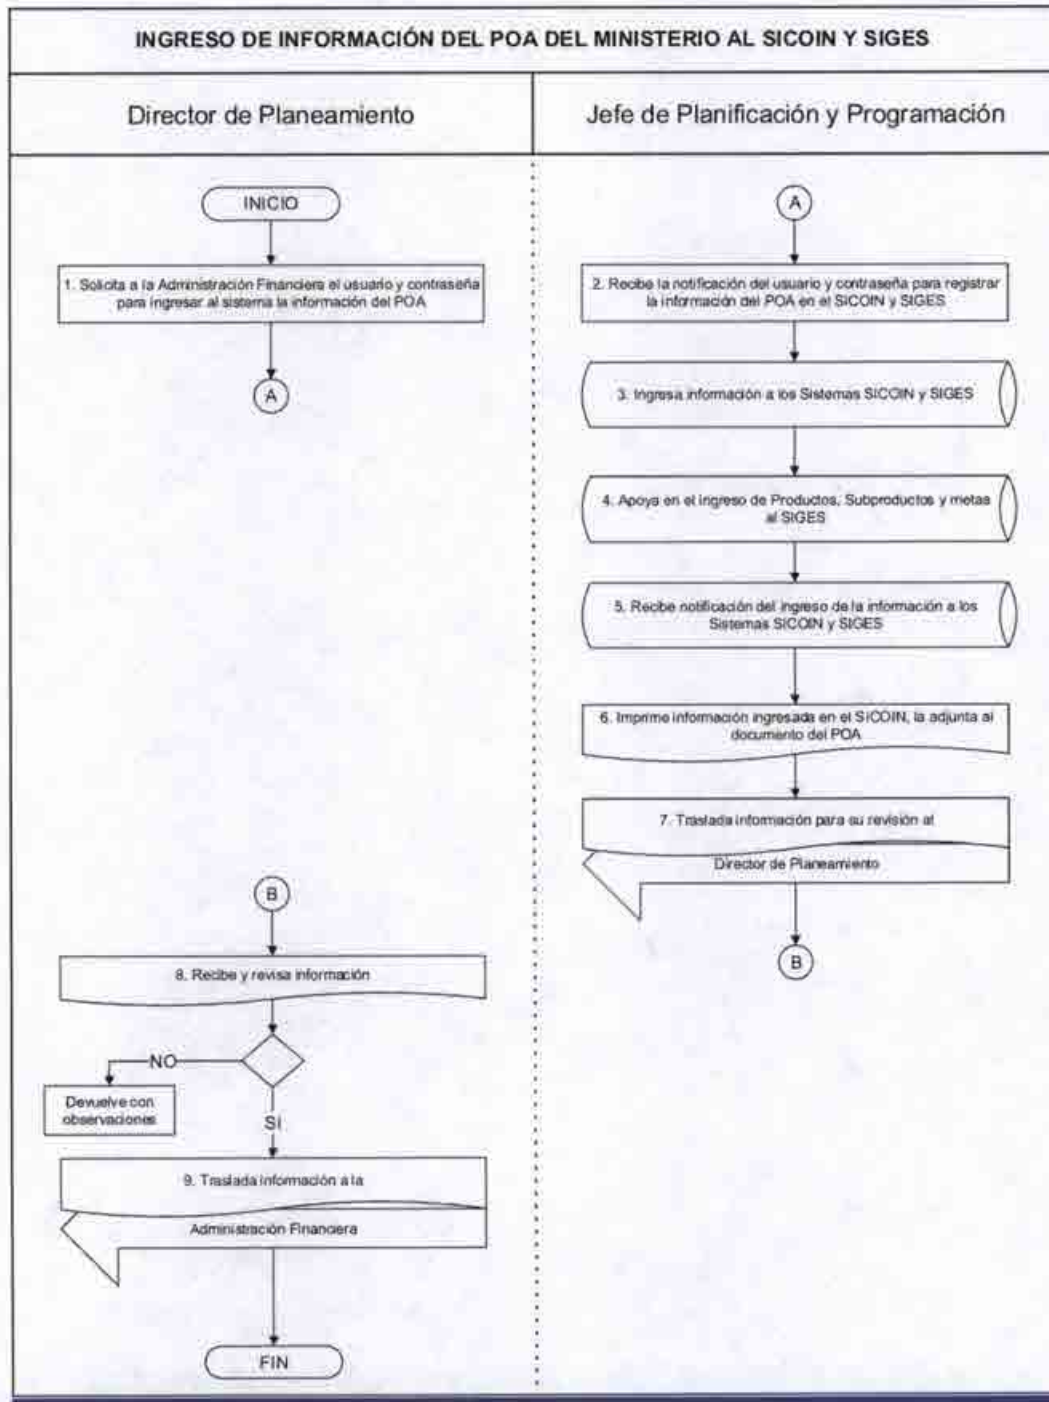 INGRESO DE INFORMACIÓN DEL POA DEL MINISTERIO AL SICOIN Y SIGES
Director de Planeamiento
Jefe de Planificación y Programación
INICIO
1. Solicita a la Administración Financiera el usuario y contraseña
para ingresar al sistema la información del POA
A
A
2. Recibe la notificación del usuario y contraseña para registrar
la información del POA en el SICOIN y SIGES
3. Ingresa información a los Sistemas SICOIN y SIGES
4. Apoya en el ingreso de Productos, Subproductos y metas
al SIGES
5. Recibe notificación del ingreso de la información a los
Sistemas SICOIN y SIGES
6. Imprime información ingresada en el SICOIN, la adjunta al
documento del POA
7. Traslada información para su revisión al
Director de Planeamiento
B
B
8. Recibe y revisa información
NO
Devuelve con
observaciones
SI
9. Traslada información a la
Administración Financiera
FIN